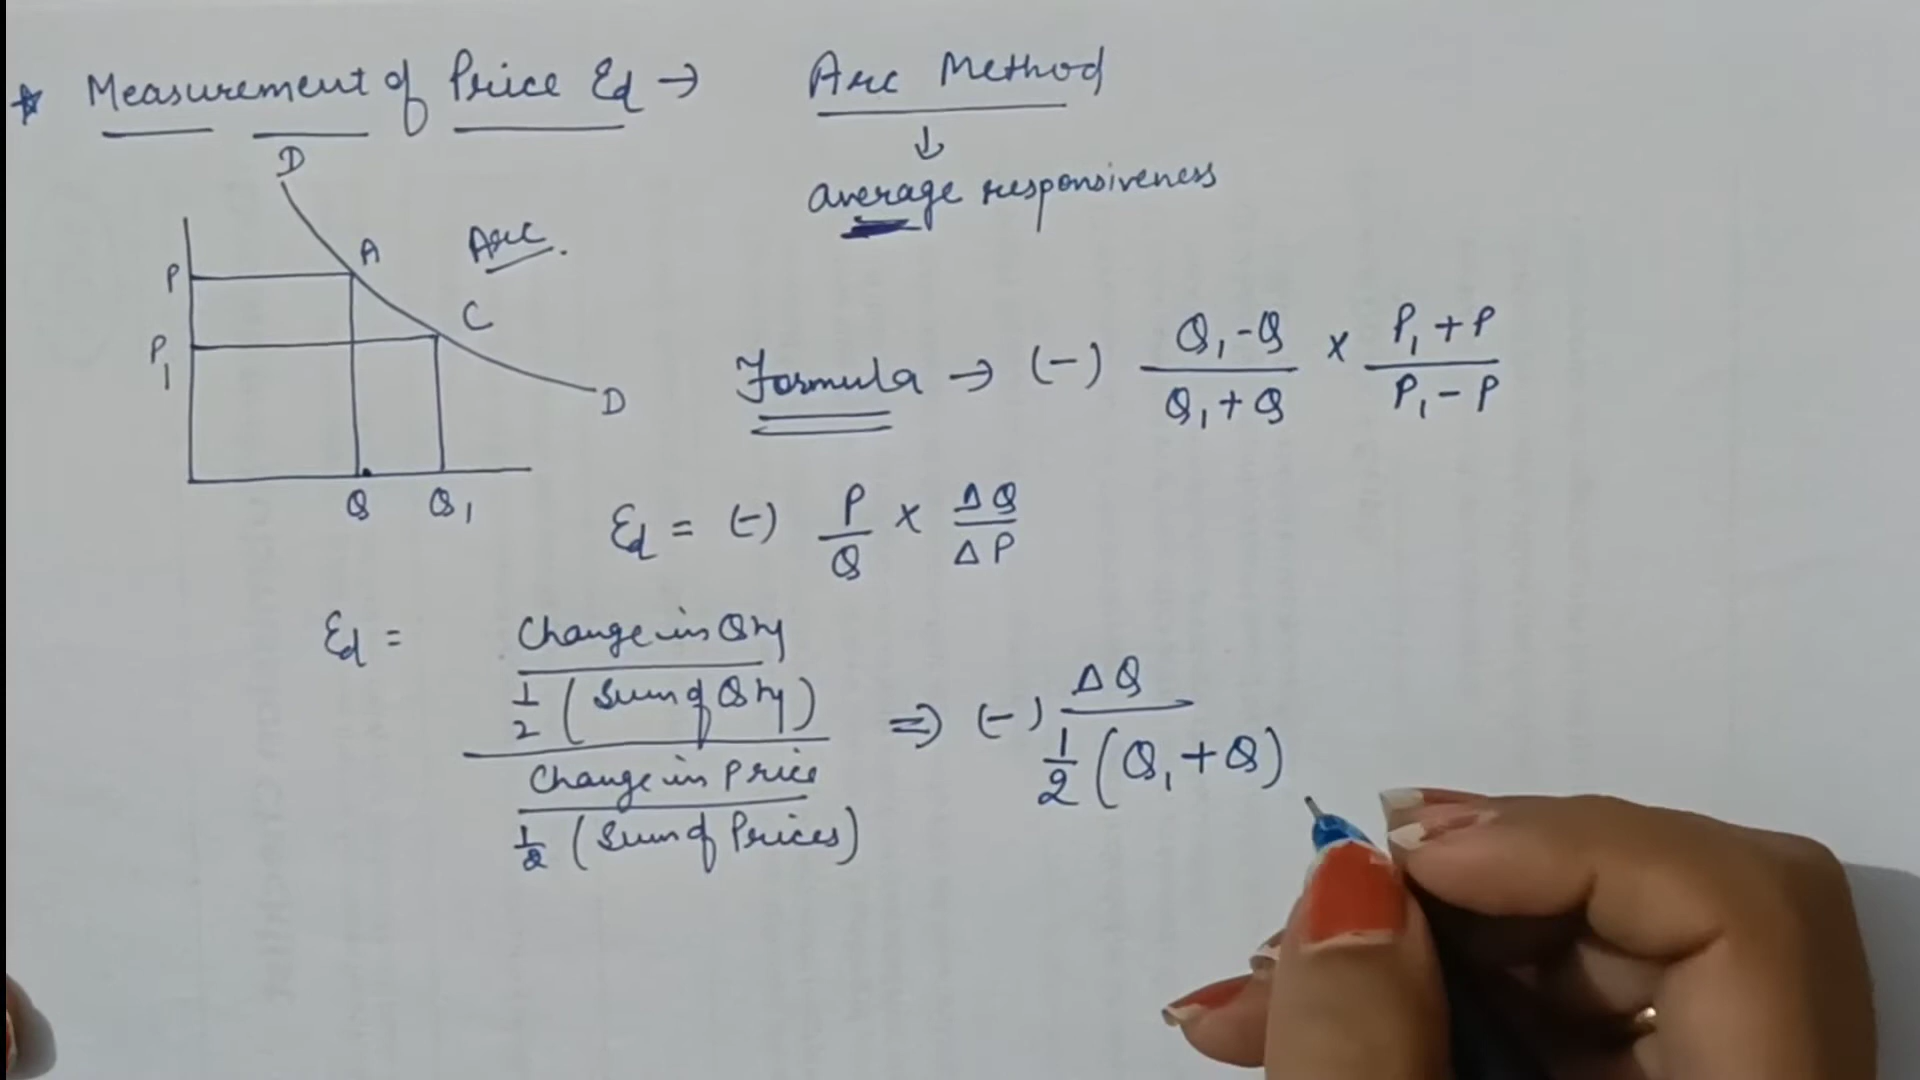 Measurement of Price Ed → Arc Method
↓
average responsiveness
D
A
Arc.
P
C
P1
D
Q Q1
Formula → (-) Q1-Q / Q1+Q × P1+P / P1-P
Ed = (-) P/Q × ΔQ/ΔP
Ed =
Change in Qty
1/2 (Sum of Qty)
Change in Price
1/2 (Sum of Prices)
⇒ (-) ΔQ
1/2 (Q1+Q)